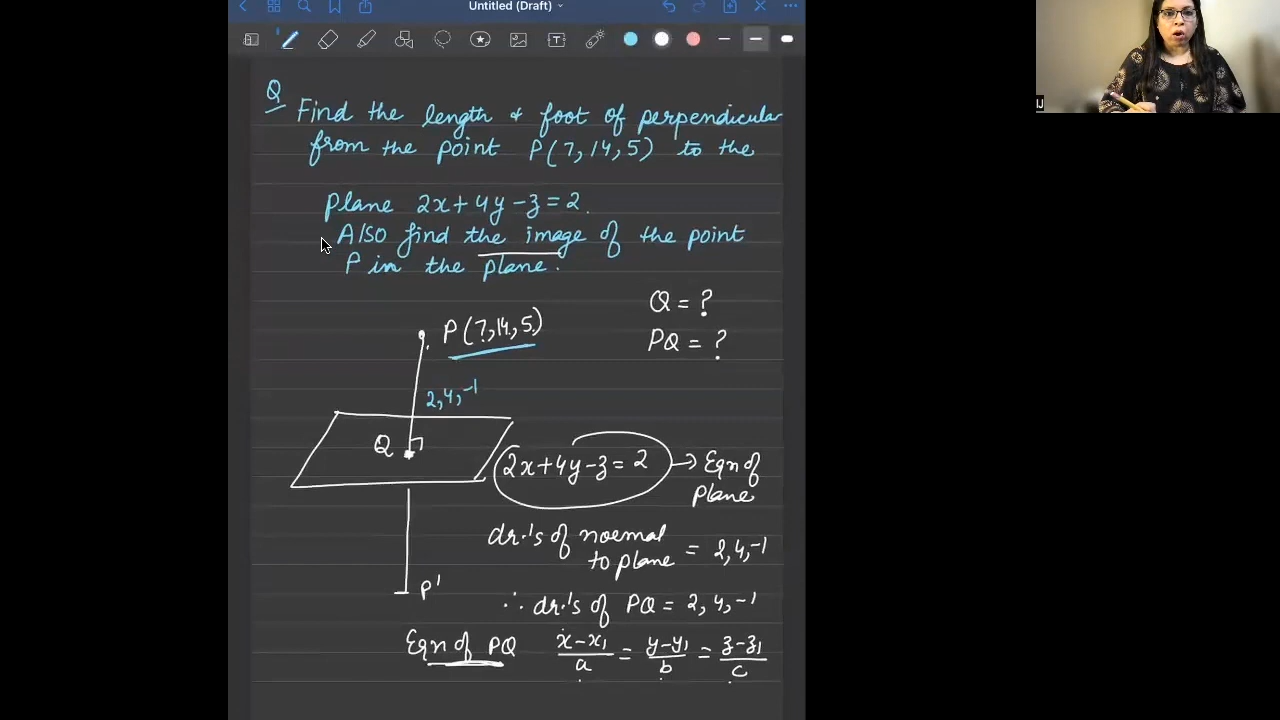 Untitled (Draft)
Q Find the length & foot of perpendicular
from the point P(7,14,5) to the
plane 2x+4y-z=2.
Also find the image of the point
P in the plane.
Q = ?
P(7,14,5)
PQ = ?
2,4,-1
Q
2x+4y-z=2 → Eqn of
plane
dr.'s of normal
to plane = 2,4,-1
P'
∴ dr.'s of PQ = 2,4,-1
Eqn of PQ x-x₁/a = y-y₁/b = z-z₁/c